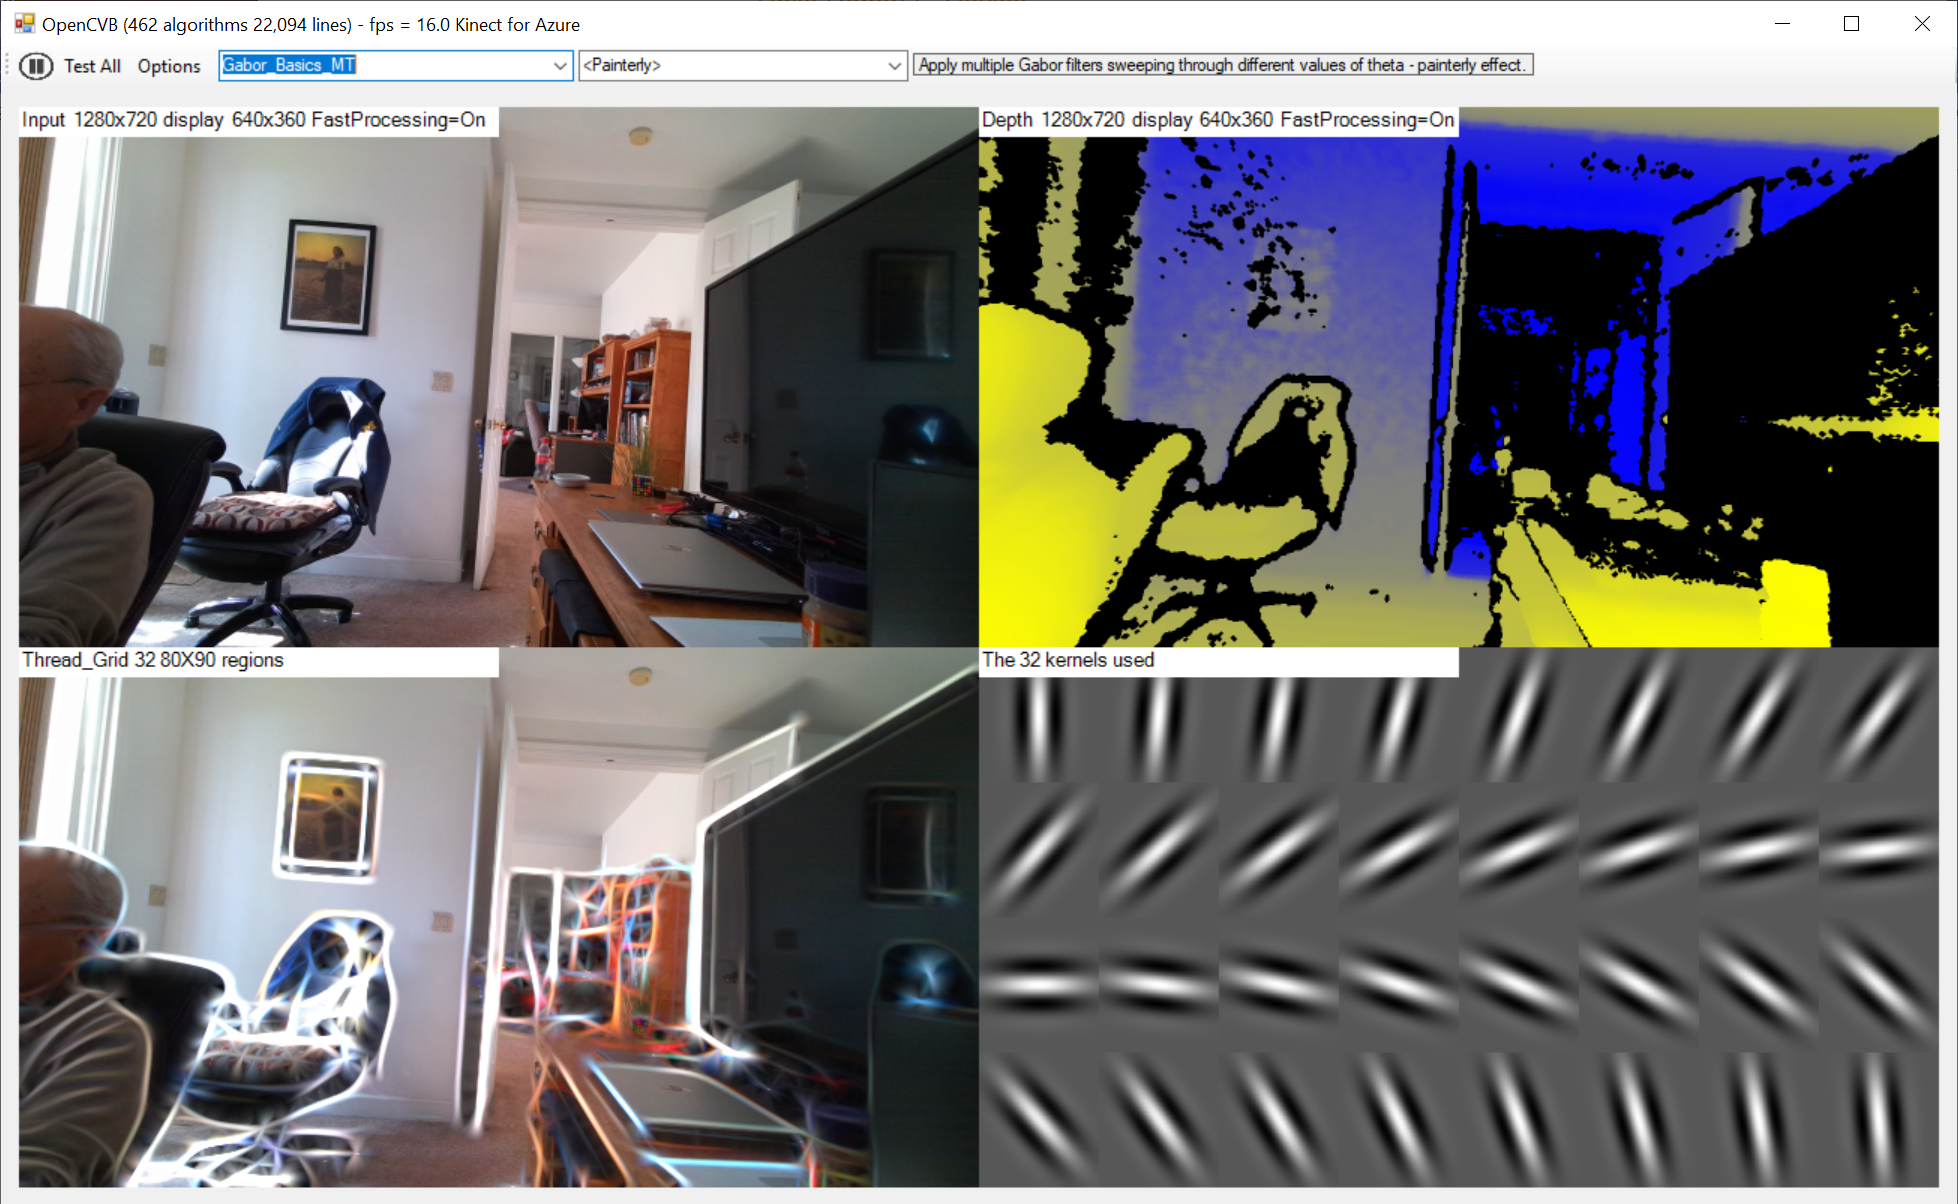 OpenCVB (462 algorithms 22,094 lines) - fps = 16.0 Kinect for Azure
Test All Options Gabor_Basics_MT <Painterly> Apply multiple Gabor filters sweeping through different values of theta - painterly effect.
Input 1280x720 display 640x360 FastProcessing=On
Depth 1280x720 display 640x360 FastProcessing=On
Thread_Grid 32 80X90 regions
The 32 kernels used